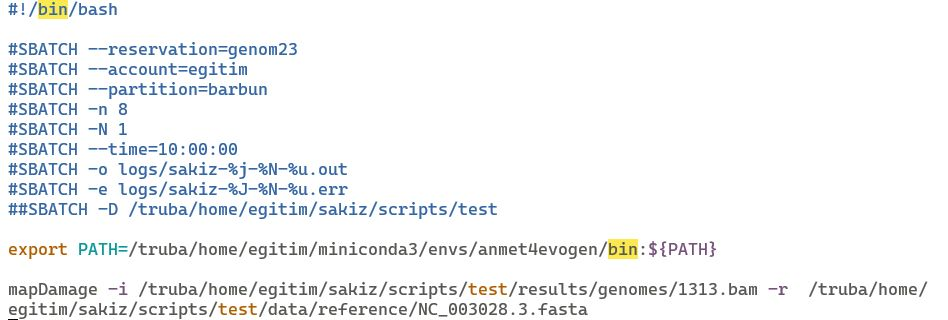 #!/bin/bash
#SBATCH --reservation=genom23
#SBATCH --account=egitim
#SBATCH --partition=barbun
#SBATCH -n 8
#SBATCH -N 1
#SBATCH --time=10:00:00
#SBATCH -o logs/sakiz-%j-%N-%u.out
#SBATCH -e logs/sakiz-%J-%N-%u.err
##SBATCH -D /truba/home/egitim/sakiz/scripts/test
export PATH=/truba/home/egitim/miniconda3/envs/anmet4evogen/bin:${PATH}
mapDamage -i /truba/home/egitim/sakiz/scripts/test/results/genomes/1313.bam -r  /truba/home/
egitim/sakiz/scripts/test/data/reference/NC_003028.3.fasta